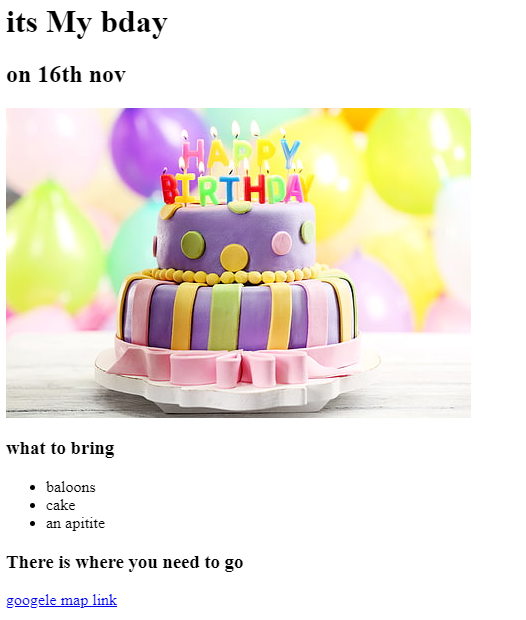 its My bday
on 16th nov
HAPPY
BIRTHDAY
what to bring
baloons
cake
an apitite
There is where you need to go
googele map link